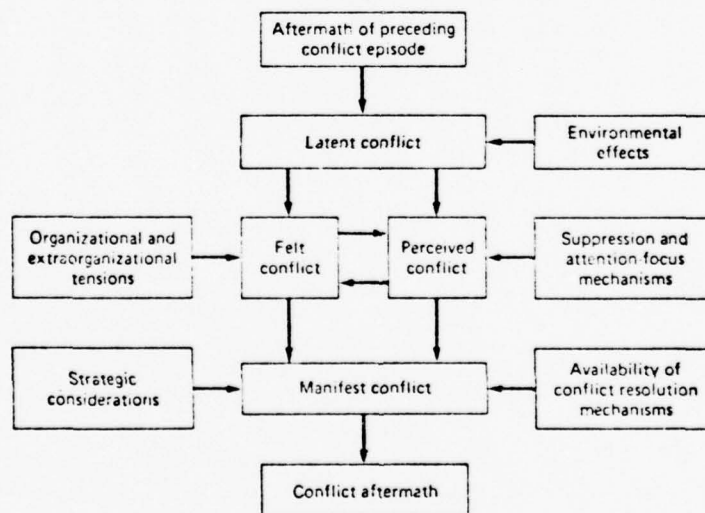 Aftermath of preceding
conflict episode
Latent conflict
Environmental
effects
Organizational and
extraorganizational
tensions
Felt
conflict
Perceived
conflict
Suppression and
attention-focus
mechanisms
Strategic
considerations
Manifest conflict
Availability of
conflict resolution
mechanisms
Conflict aftermath